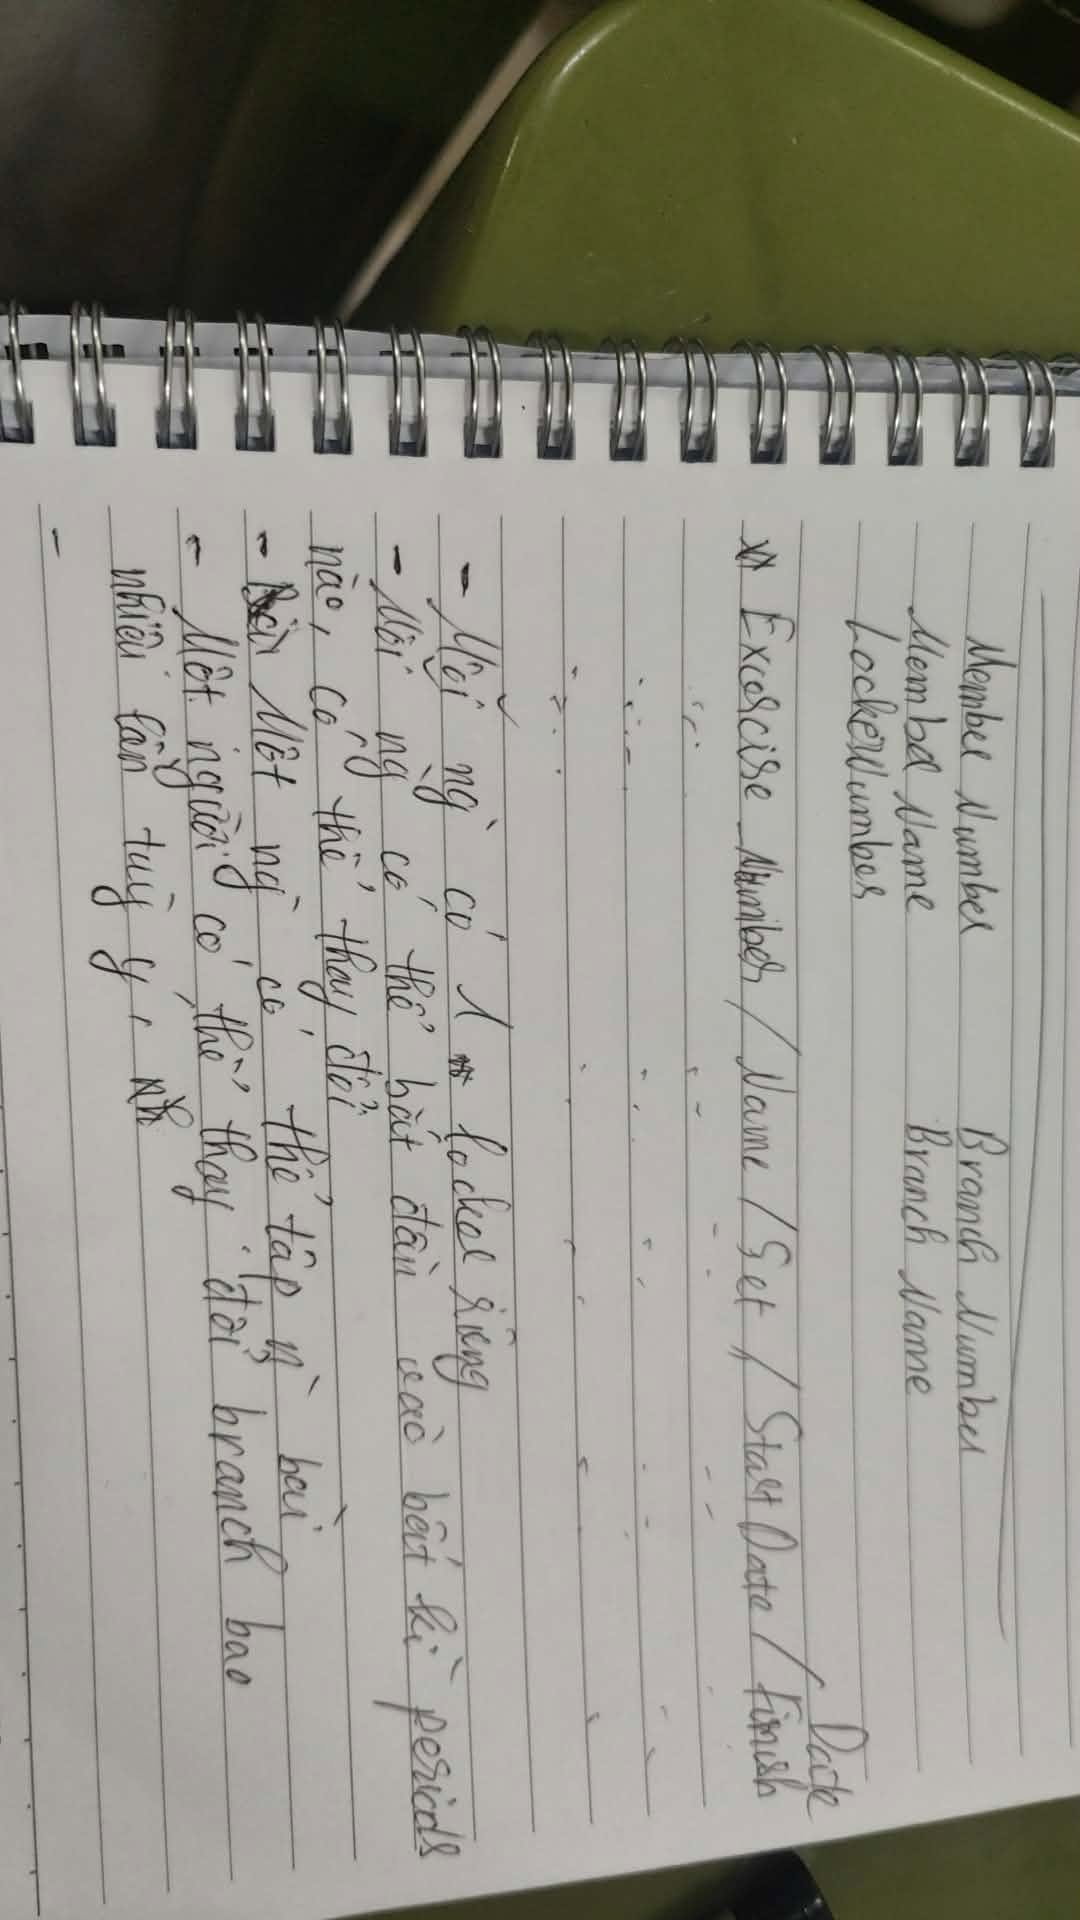 Member Number Branch Number
Member Name Branch Name
LockerNumber
Date
* Excercise Number / Name / Set / Start Date / Finish
- Mỗi ng` có 1 locker riêng
- Mỗi ng` có thể bắt đầu vào bất kì periods
nào, có thể thay đổi
- Một ng` có thể tập n` bài
- Một người có thể thay đổi branch bao
nhiêu lần tuỳ ý,
-